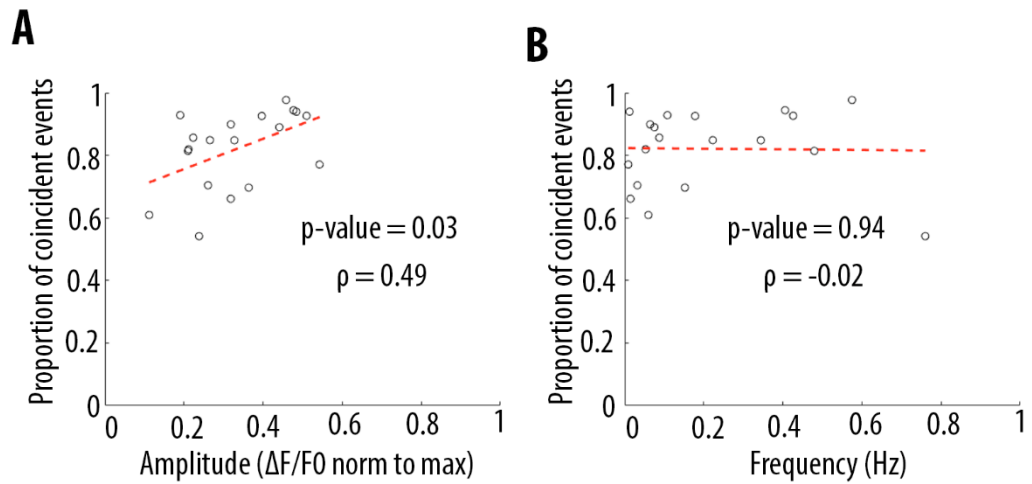 A
Proportion of coincident events
1
0.8
0.6
0.4
0.2
0
p-value = 0.03
ρ = 0.49
0 0.2 0.4 0.6 0.8 1
Amplitude (ΔF/F0 norm to max)
B
Proportion of coincident events
1
0.8
0.6
0.4
0.2
0
p-value = 0.94
ρ = -0.02
0 0.2 0.4 0.6 0.8 1
Frequency (Hz)